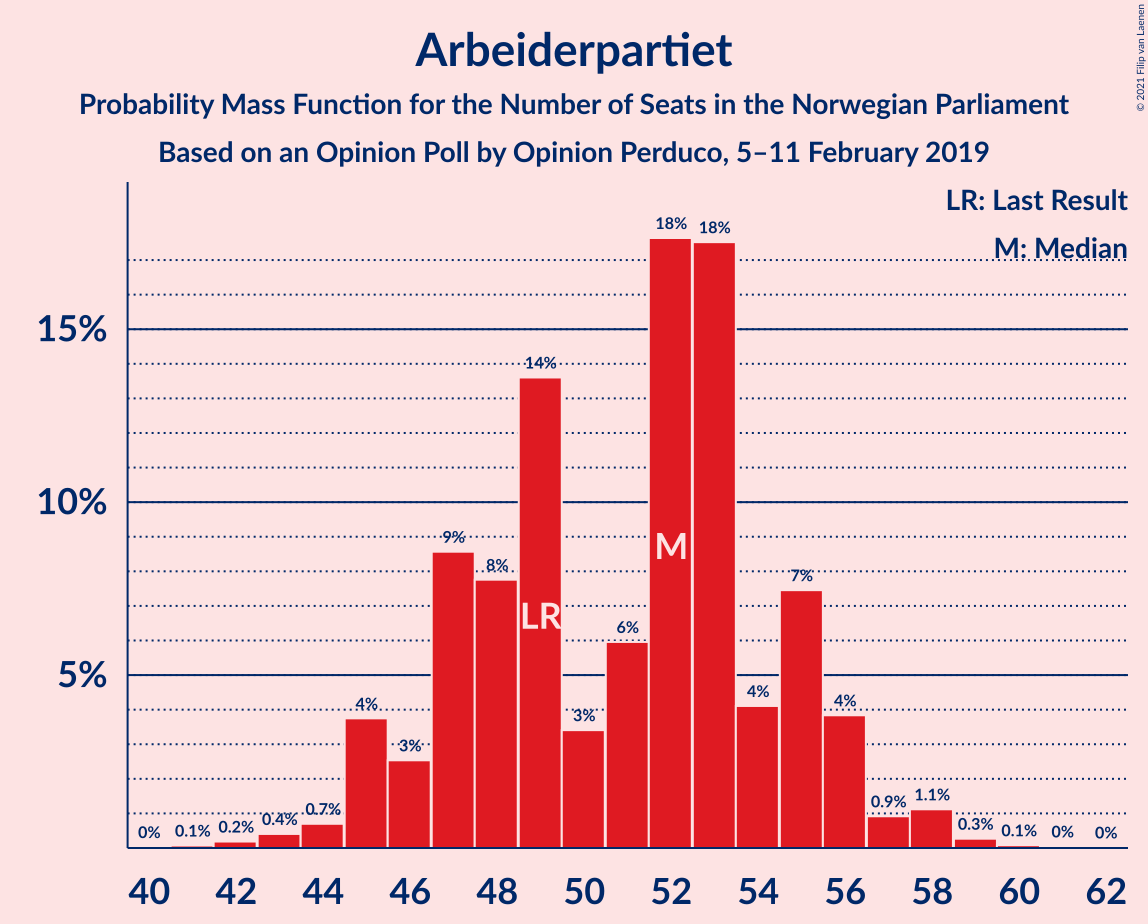 Arbeiderpartiet
Probability Mass Function for the Number of Seats in the Norwegian Parliament
Based on an Opinion Poll by Opinion Perduco, 5–11 February 2019
© 2021 Filip van Laenen
LR: Last Result
M: Median
15%
10%
5%
0%
0.1%
0.2%
0.4%
0.7%
4%
3%
9%
8%
14%
LR
3%
6%
18%
M
18%
4%
7%
4%
0.9%
1.1%
0.3%
0.1%
0%
0%
40 42 44 46 48 50 52 54 56 58 60 62